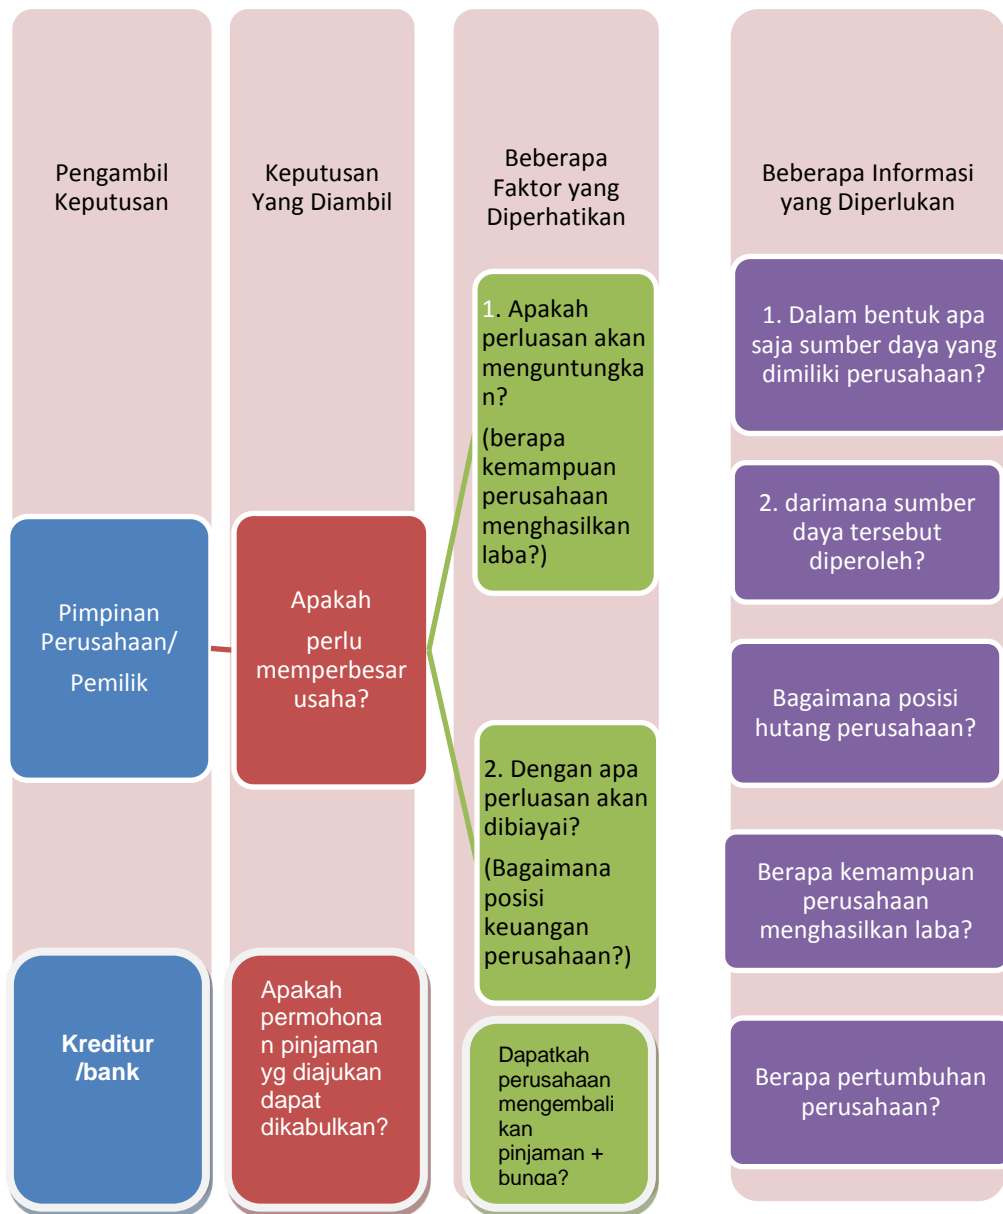 Pengambil
Keputusan
Keputusan
Yang Diambil
Beberapa
Faktor yang
Diperhatikan
Beberapa Informasi
yang Diperlukan
Pimpinan
Perusahaan/
Pemilik
Apakah
perlu
memperbesar
usaha?
1. Apakah
perluasan akan
menguntungka
n?
(berapa
kemampuan
perusahaan
menghasilkan
laba?)
2. Dengan apa
perluasan akan
dibiayai?
(Bagaimana
posisi
keuangan
perusahaan?)
Kreditur
/bank
Apakah
permohona
n pinjaman
yg diajukan
dapat
dikabulkan?
Dapatkah
perusahaan
mengembali
kan
pinjaman +
bunga?
1. Dalam bentuk apa
saja sumber daya yang
dimiliki perusahaan?
2. darimana sumber
daya tersebut
diperoleh?
Bagaimana posisi
hutang perusahaan?
Berapa kemampuan
perusahaan
menghasilkan laba?
Berapa pertumbuhan
perusahaan?